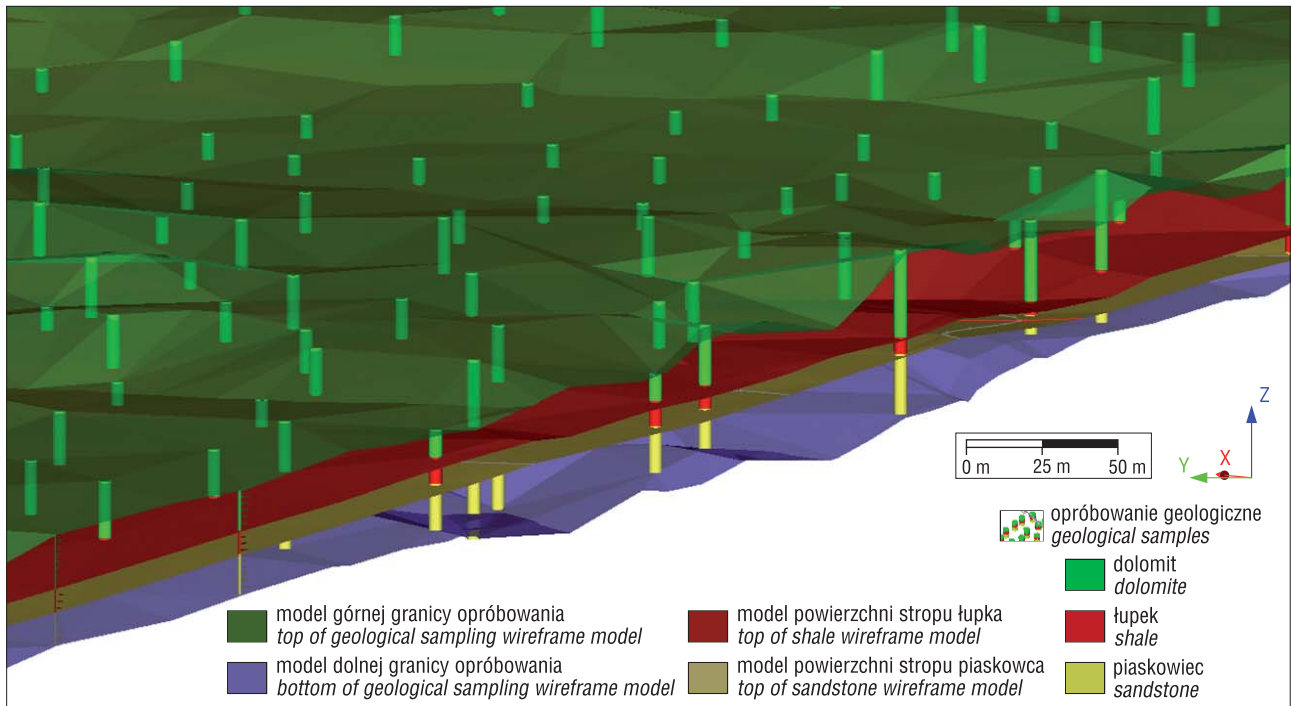 Z
Y
X
0 m
25 m
50 m
opróbowanie geologiczne
geological samples
dolomit
dolomite
model górnej granicy opróbowania
top of geological sampling wireframe model
model powierzchni stropu łupka
top of shale wireframe model
łupek
shale
model dolnej granicy opróbowania
bottom of geological sampling wireframe model
model powierzchni stropu piaskowca
top of sandstone wireframe model
piaskowiec
sandstone